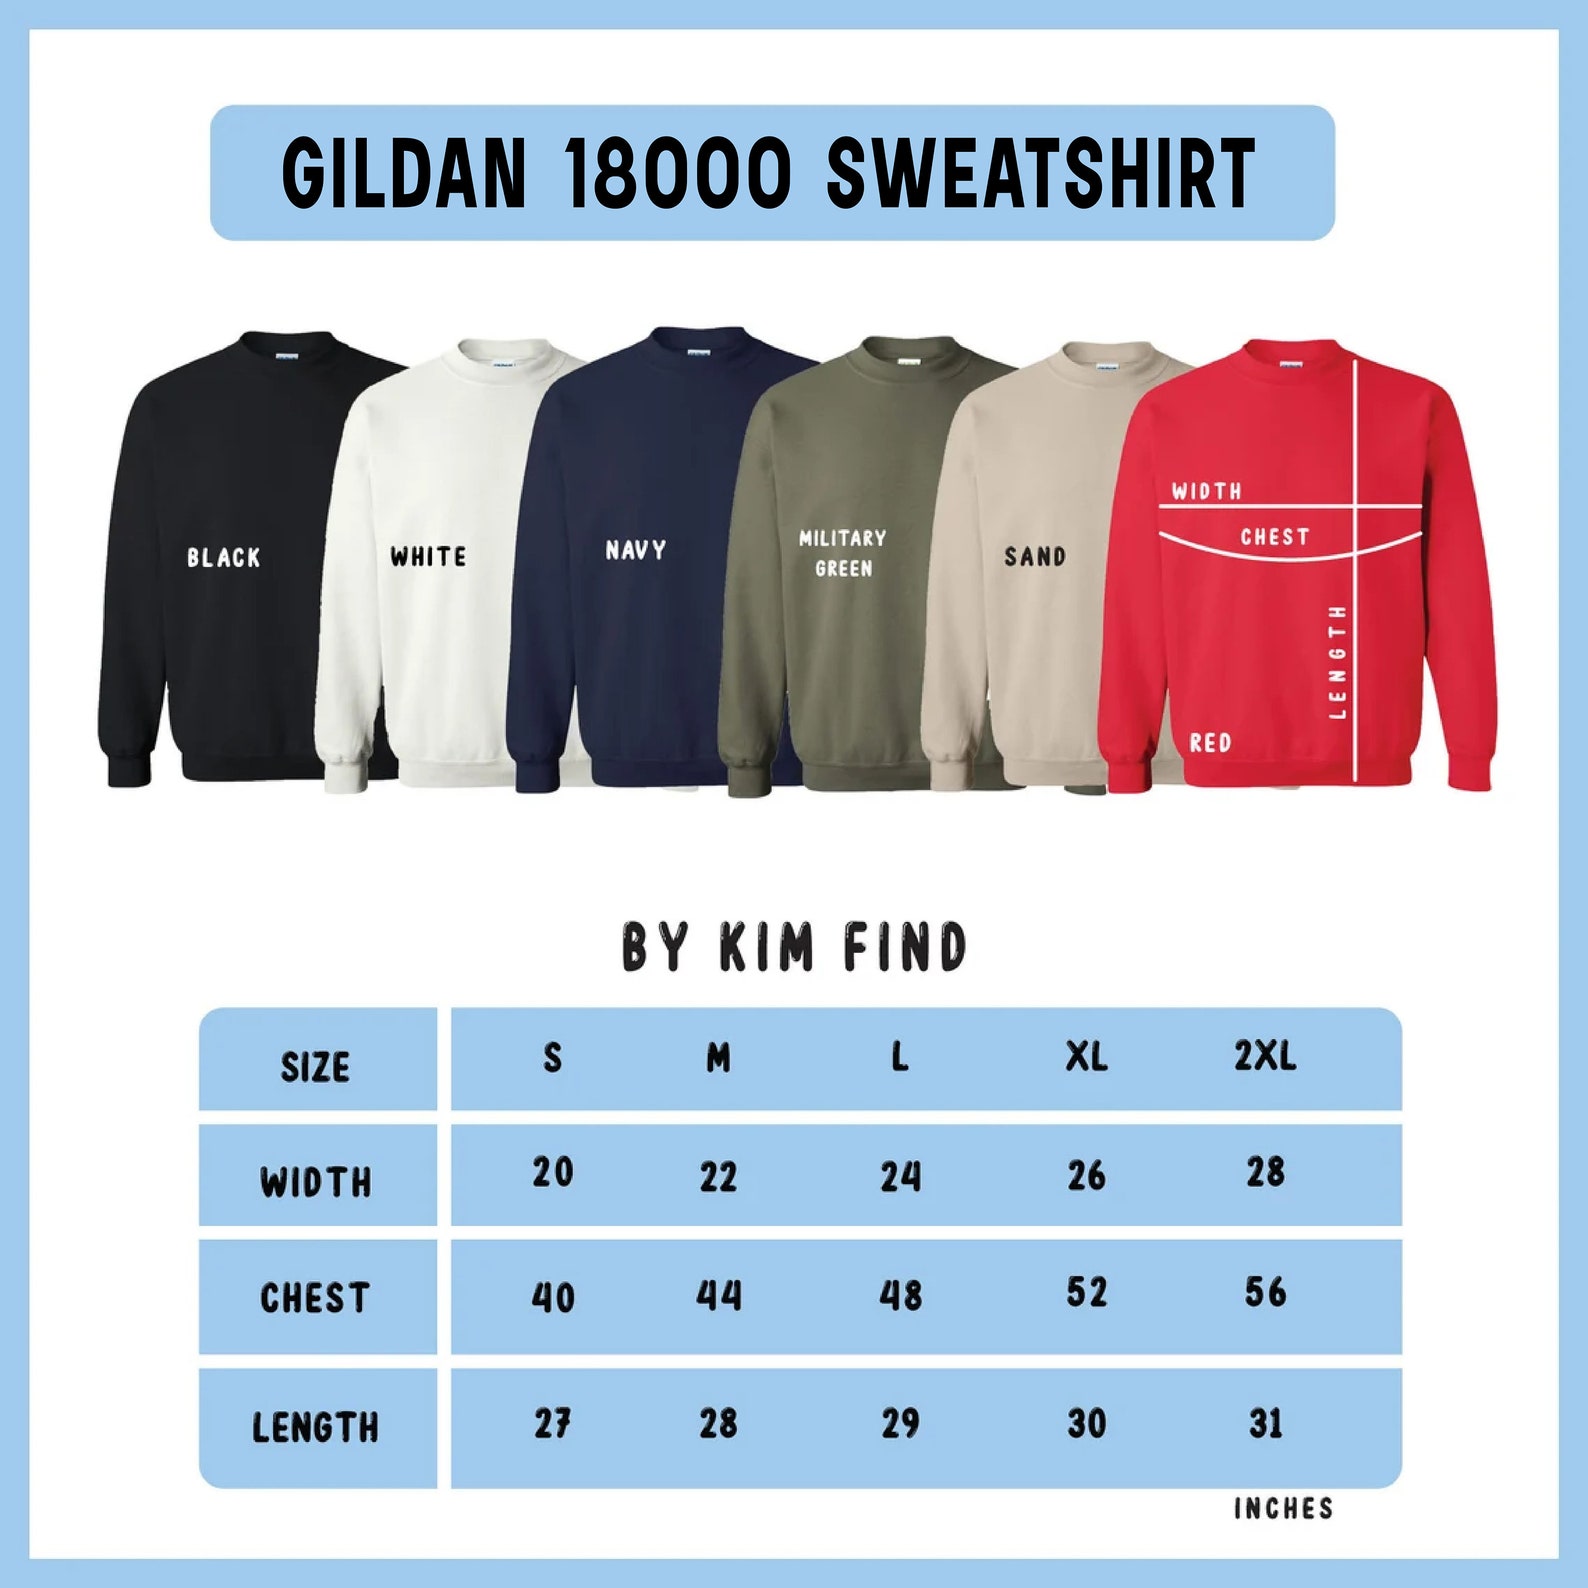 GILDAN 18000 SWEATSHIRT
BLACK
WHITE
NAVY
MILITARY
GREEN
SAND
WIDTH
CHEST
LENGTH
RED
BY KIM FIND
SIZE S M L XL 2XL
WIDTH 20 22 24 26 28
CHEST 40 44 48 52 56
LENGTH 27 28 29 30 31
INCHES